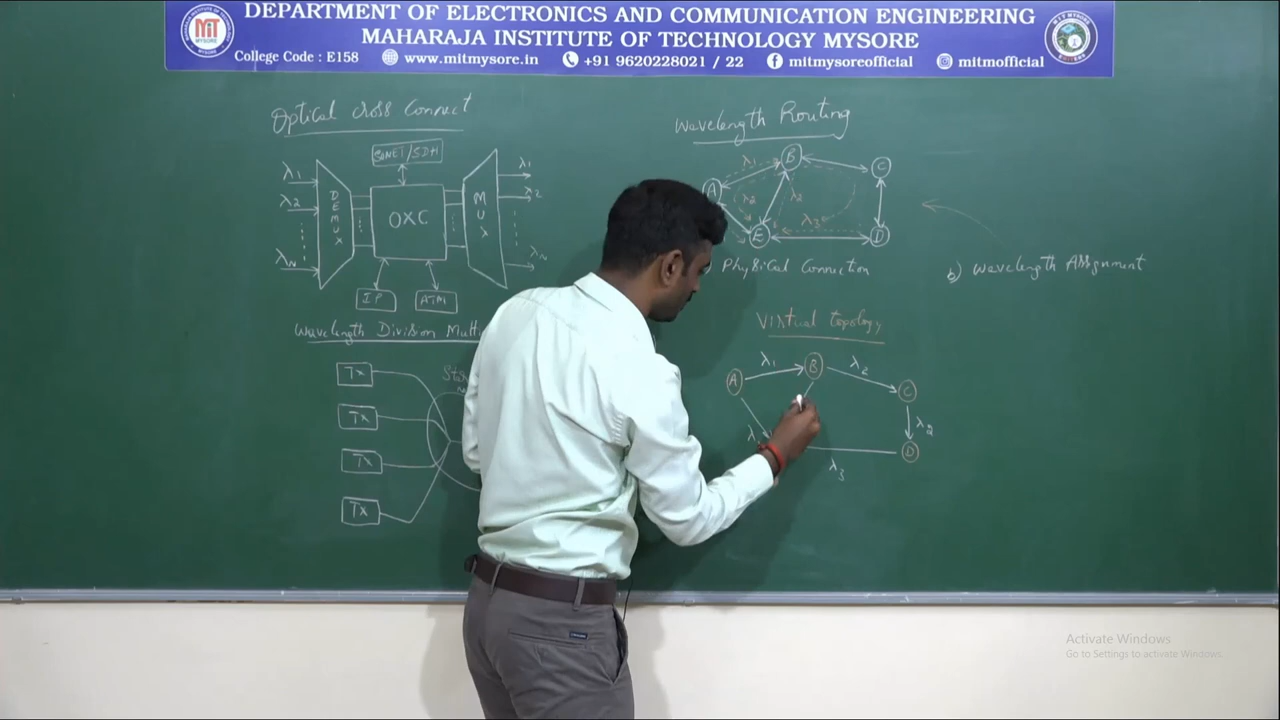 DEPARTMENT OF ELECTRONICS AND COMMUNICATION ENGINEERING
MAHARAJA INSTITUTE OF TECHNOLOGY MYSORE
College Code : E158 www.mitmysore.in +91 9620228021 / 22 mitmysoreofficial mitmofficial
MIT
MYSORE
Optical Cross Connect
SONET/SDH
λ1
λ2
λN
DEMUX
OXC
MUX
λ1
λ2
λN
IP
ATM
Wavelength Division Multi
Tx
Tx
Tx
Tx
Wavelength Routing
λ1
B
C
A
λ2
λ2
λ3
E
D
Physical Connection
b) Wavelength Assignment
Virtual topology
λ1
B
λ2
A
C
λ2
λ
D
λ3
Activate Windows
Go to Settings to activate Windows.